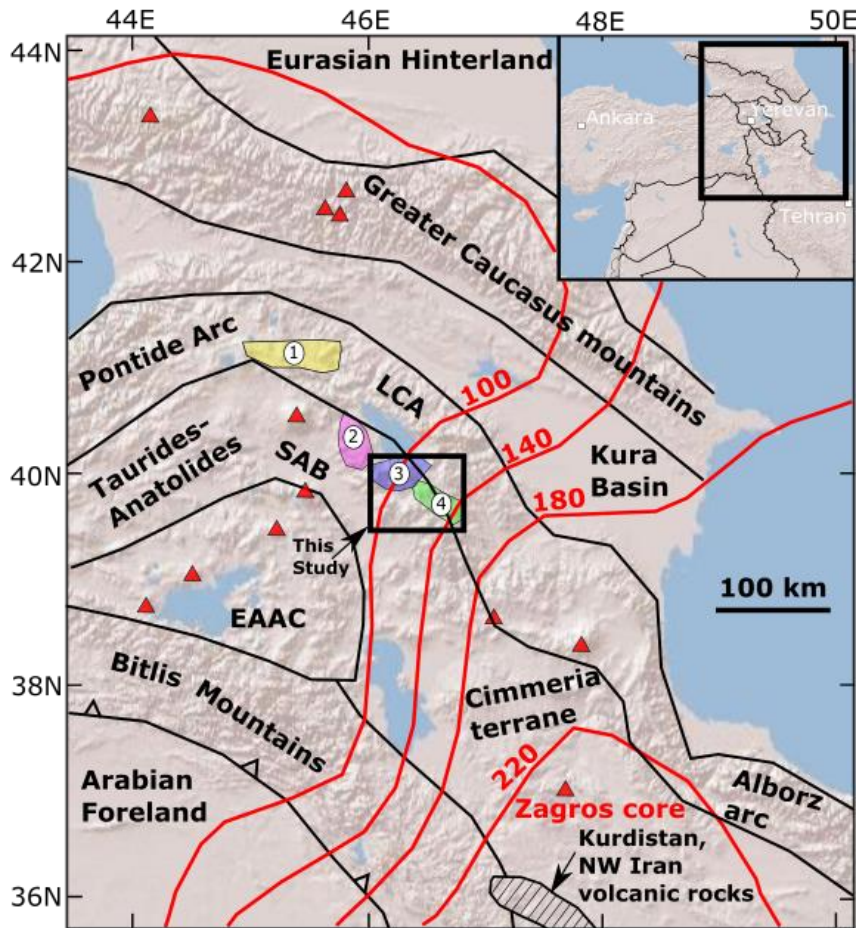 44E
46E
48E
50E
44N
42N
40N
38N
36N
Eurasian Hinterland
Ankara
Yerevan
Tehran
Greater Caucasus mountains
Pontide Arc
1
LCA
100
2
Taurides-
Anatolides
SAB
3
4
140
Kura
Basin
180
This
Study
100 km
EAAC
Bitlis Mountains
Cimmeria
terrane
220
Arabian
Foreland
Zagros core
Alborz
arc
Kurdistan,
NW Iran
volcanic rocks